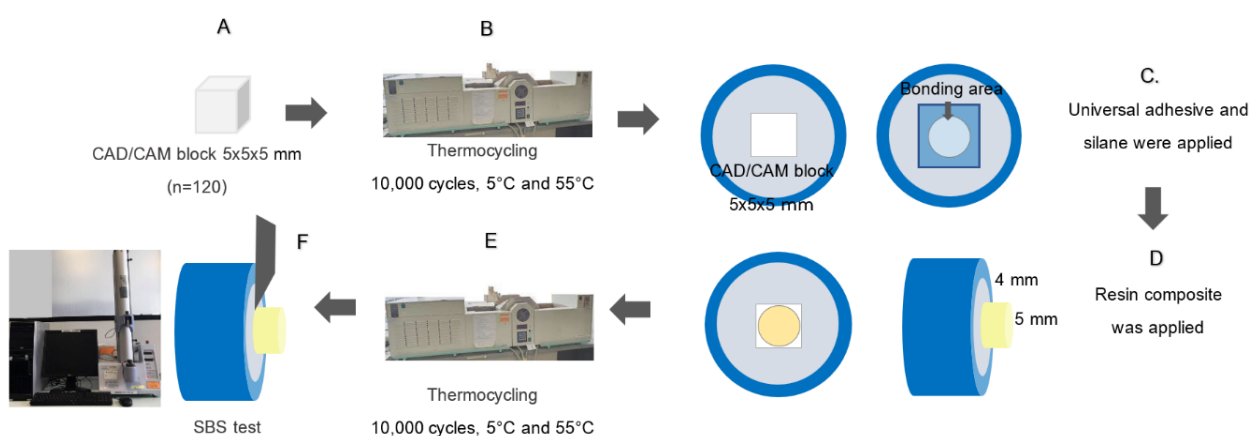 A
CAD/CAM block 5x5x5 mm
(n=120)
B
Thermocycling
10,000 cycles, 5°C and 55°C
CAD/CAM block
5x5x5 mm
Bonding area
C.
Universal adhesive and
silane were applied
D
Resin composite
was applied
4 mm
5 mm
E
Thermocycling
10,000 cycles, 5°C and 55°C
F
SBS test